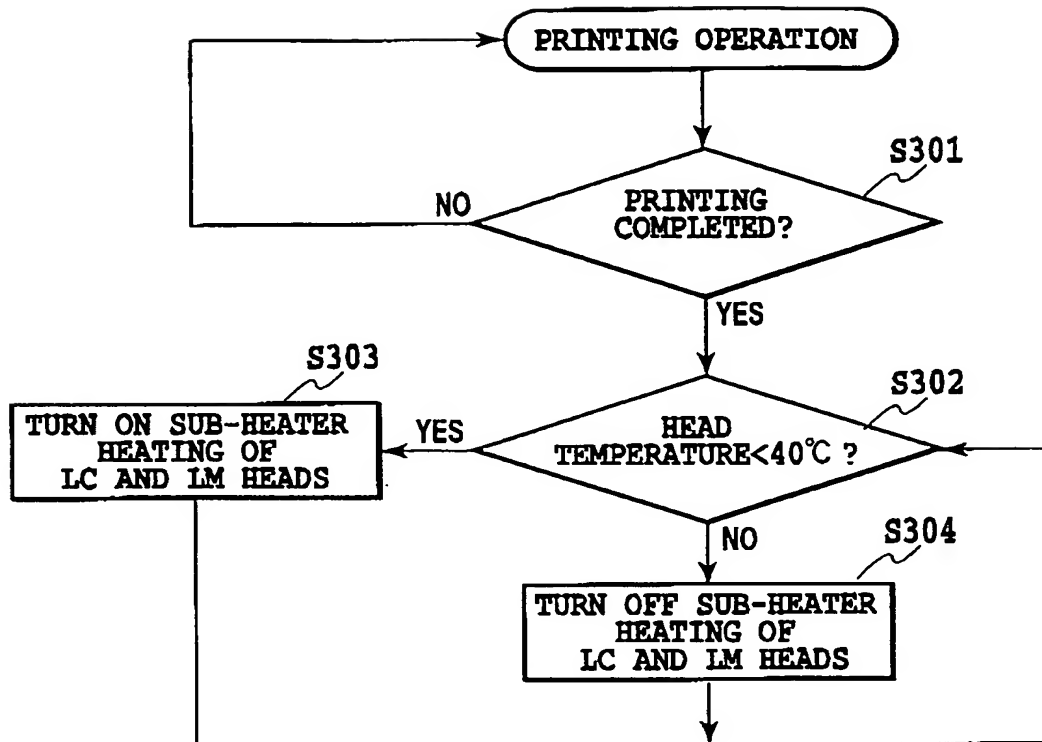 PRINTING OPERATION
S301
PRINTING
COMPLETED?
NO
YES
S303
S302
TURN ON SUB-HEATER
HEATING OF
LC AND LM HEADS
YES
HEAD
TEMPERATURE<40°C ?
NO
S304
TURN OFF SUB-HEATER
HEATING OF
LC AND LM HEADS